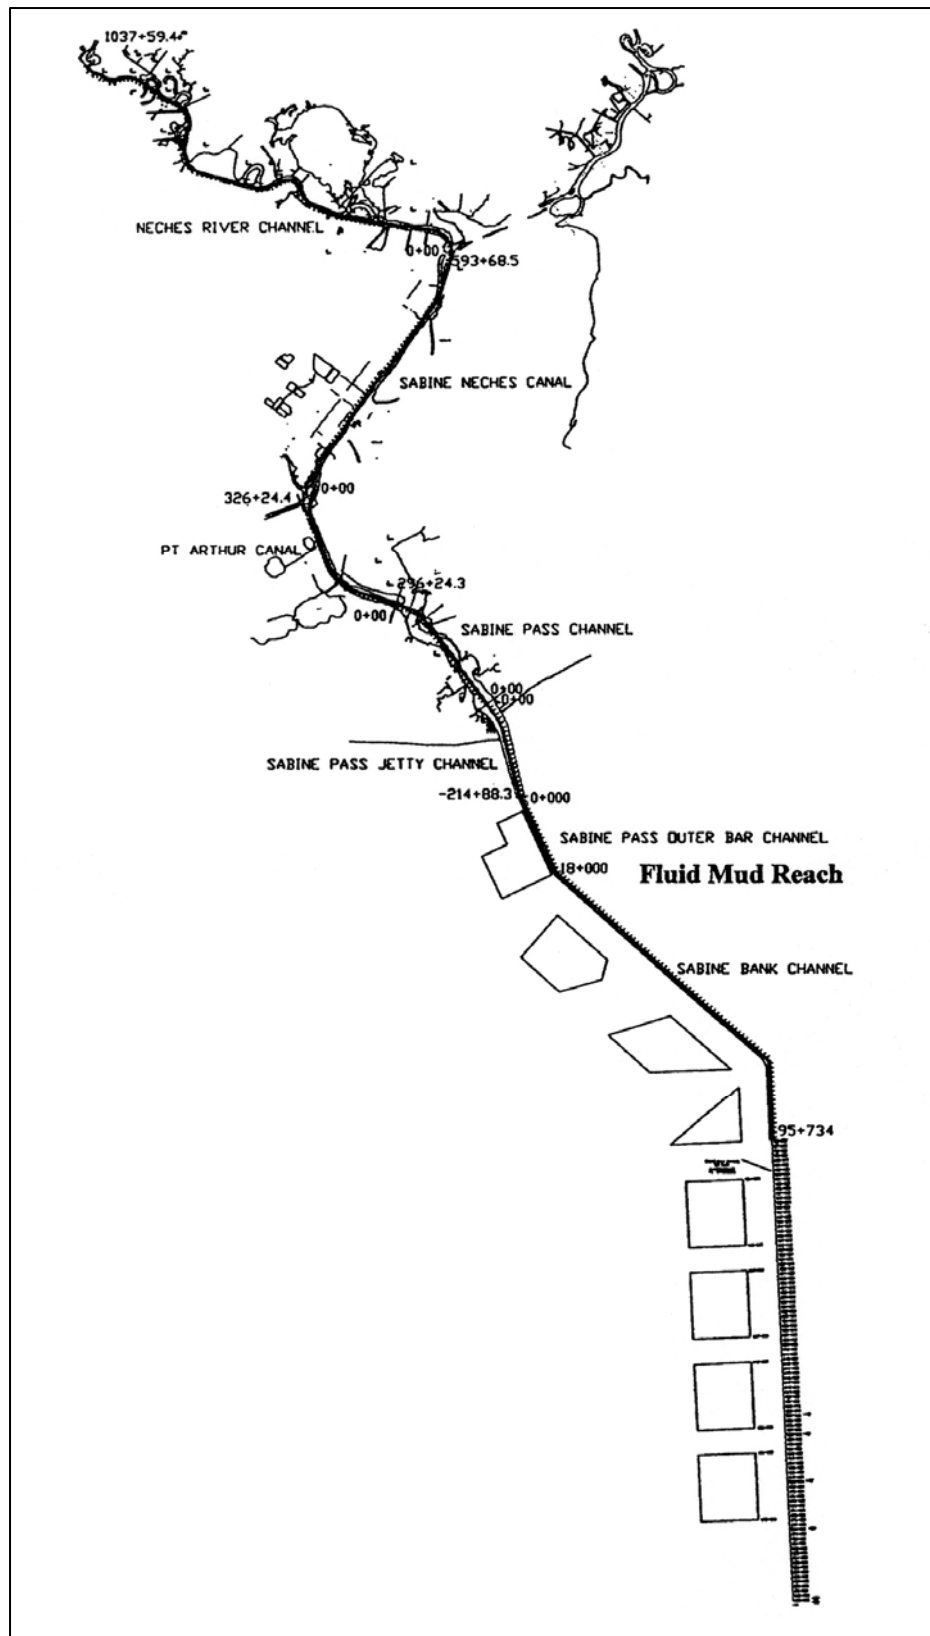 1037+59.4
NECHES RIVER CHANNEL
0+00
593+68.5
SABINE NECHES CANAL
0+00
326+24.4
PT ARTHUR CANAL
296+24.3
0+00
SABINE PASS CHANNEL
0+00
0+00
SABINE PASS JETTY CHANNEL
-214+88.3
0+000
SABINE PASS OUTER BAR CHANNEL
18+000
Fluid Mud Reach
SABINE BANK CHANNEL
95+734